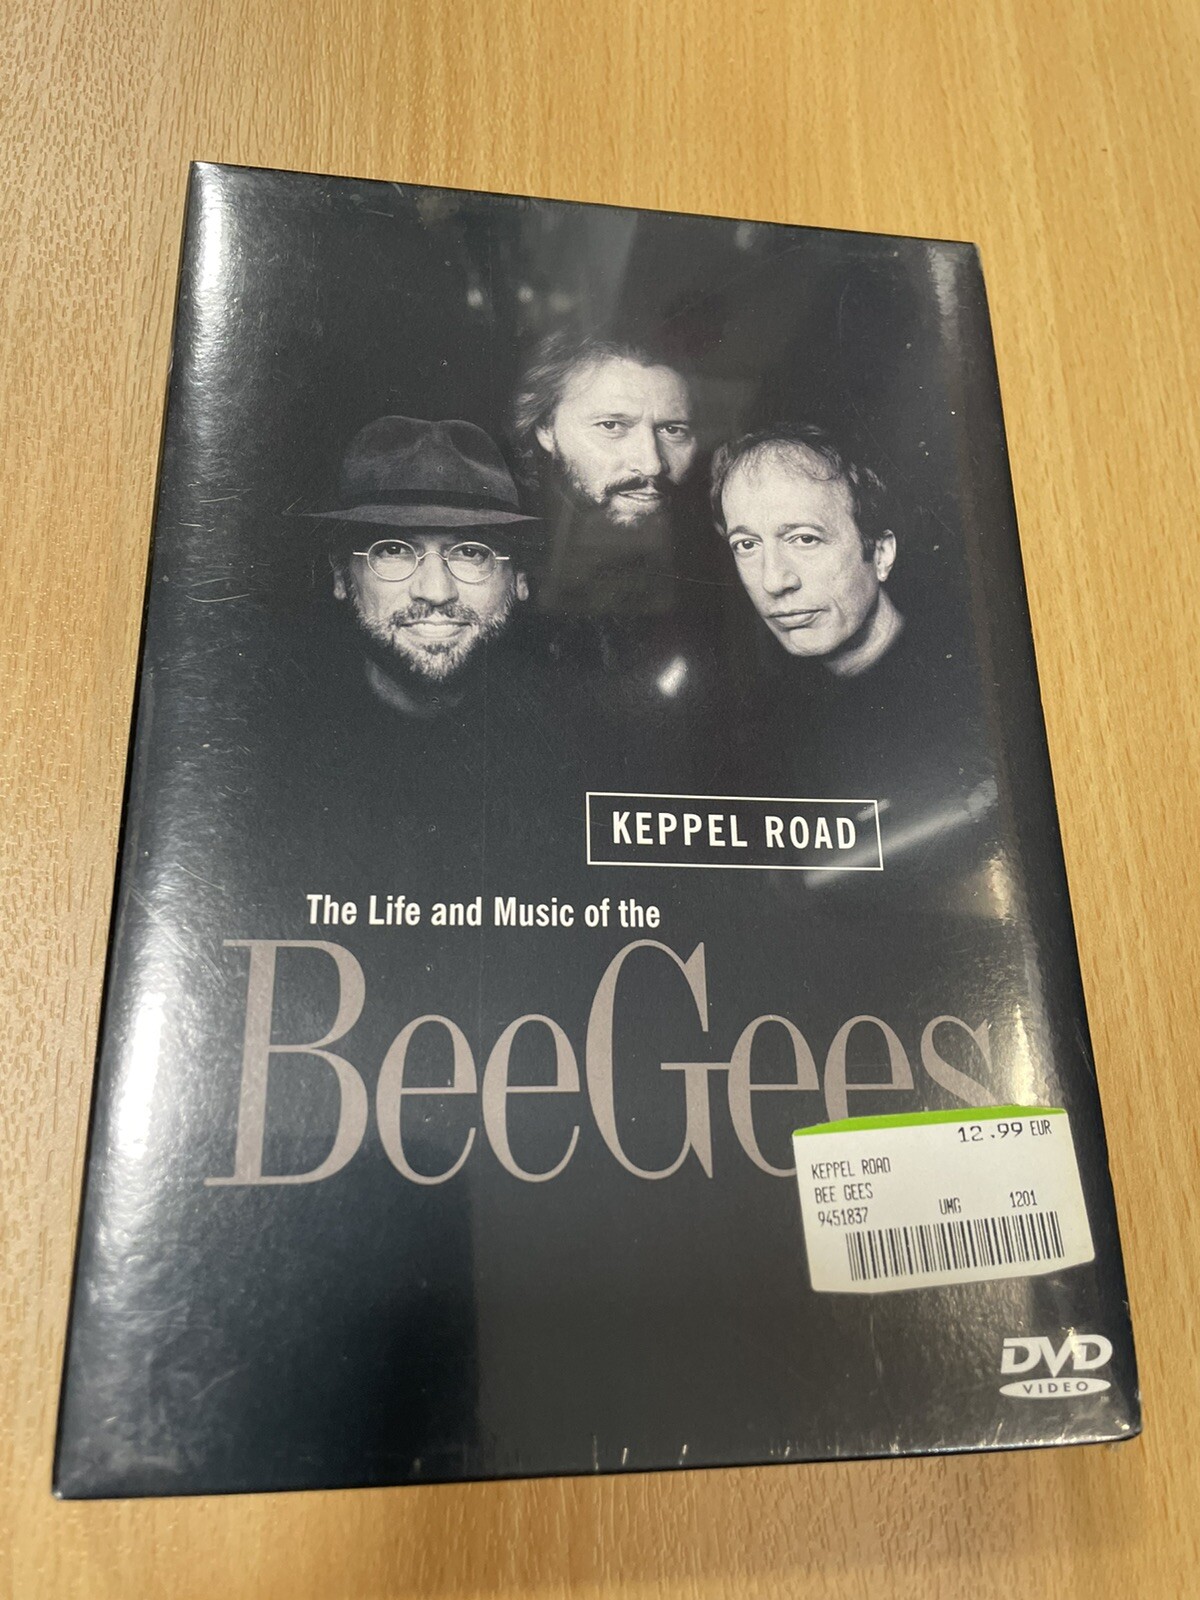 KEPPEL ROAD
The Life and Music of the
BeeGees
12.99 EUR
KEPPEL ROAD
BEE GEES
9451837 UMG 1201
DVD
VIDEO